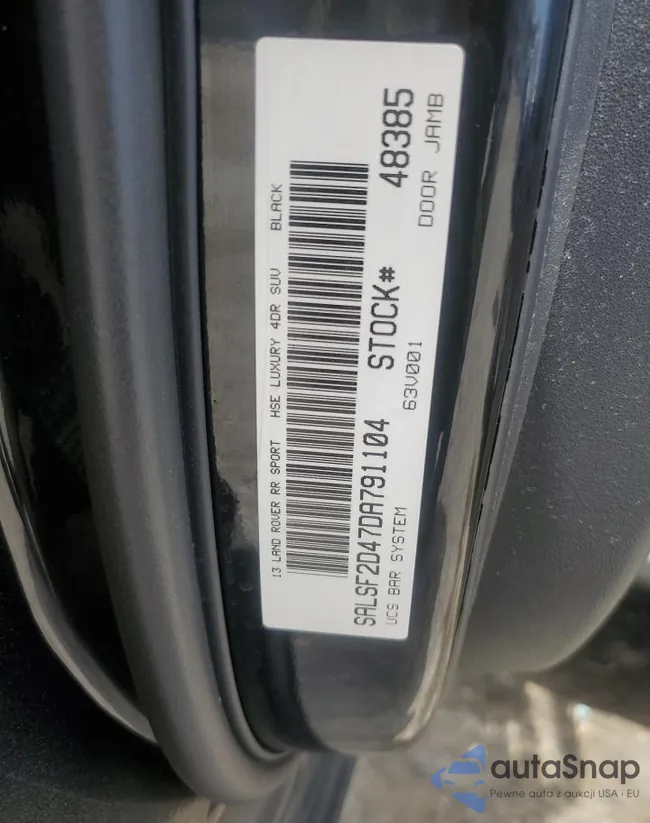 13 LAND ROVER RR SPORT HSE LUXURY 4DR SUV BLACK
SALSF2D47DA791104 STOCK# 48385
UCS BAR SYSTEM 63V001 DOOR JAMB
autaSnap
Pewne auta z aukcji USA i EU